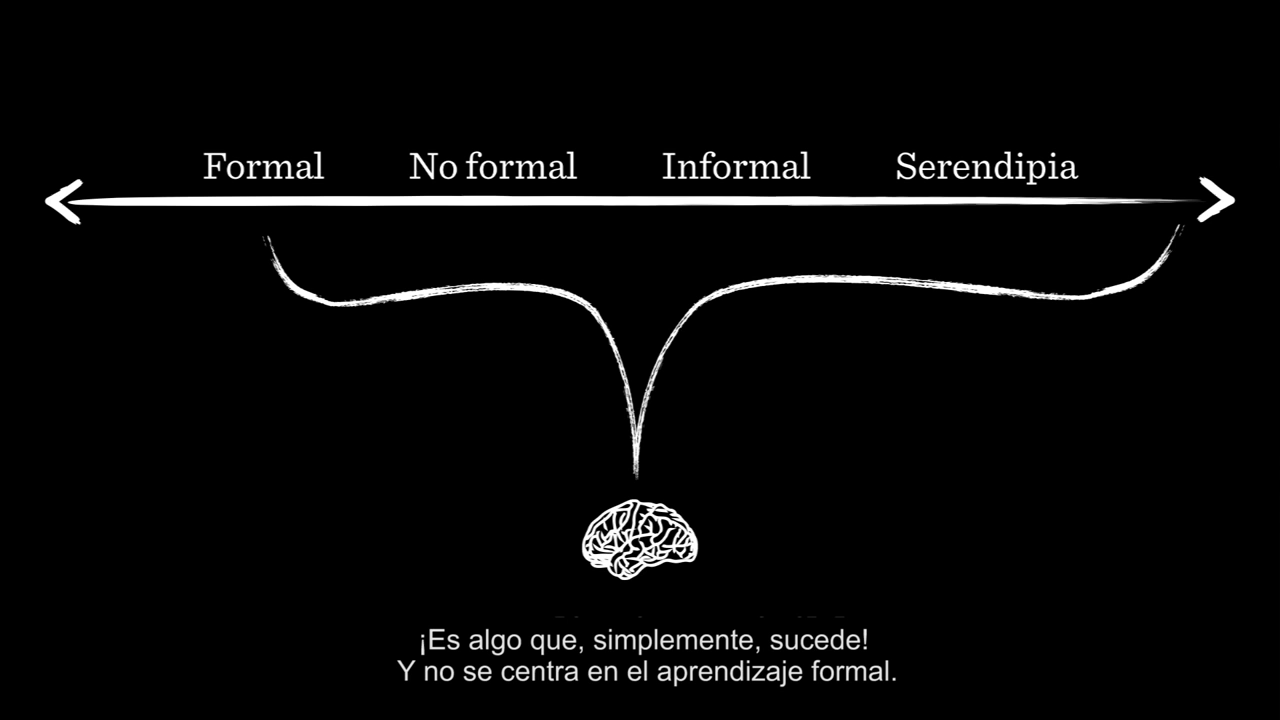 Formal No formal Informal Serendipia
¡Es algo que, simplemente, sucede!
Y no se centra en el aprendizaje formal.